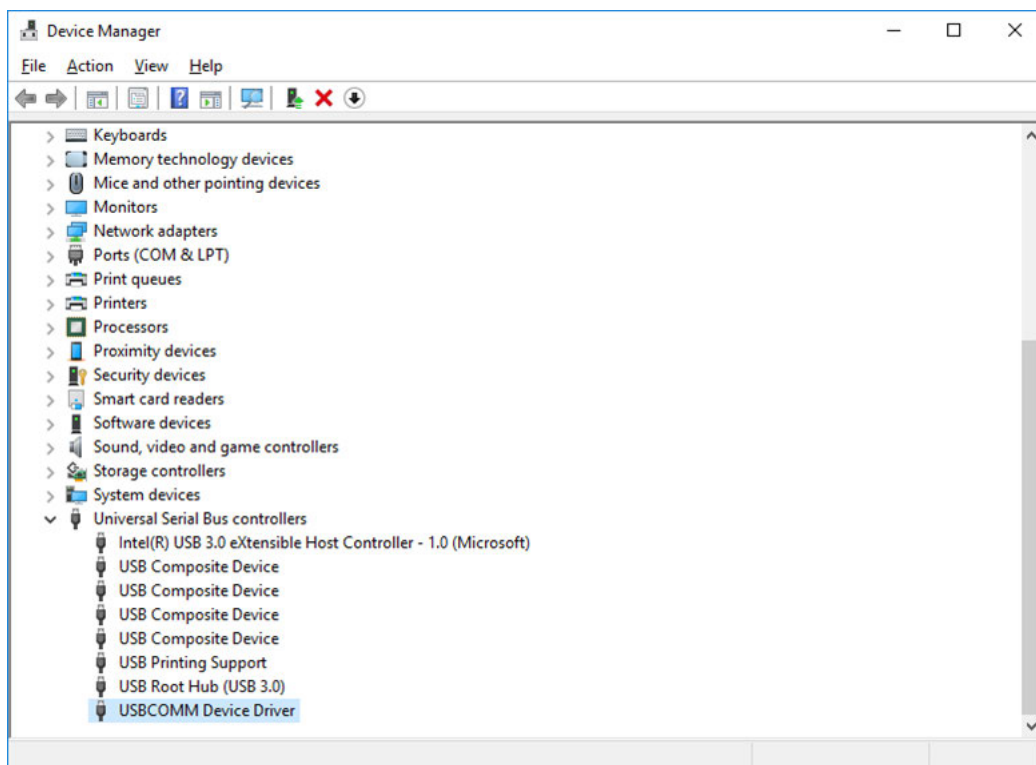 Device Manager
File Action View Help
Keyboards
Memory technology devices
Mice and other pointing devices
Monitors
Network adapters
Ports (COM & LPT)
Print queues
Printers
Processors
Proximity devices
Security devices
Smart card readers
Software devices
Sound, video and game controllers
Storage controllers
System devices
Universal Serial Bus controllers
Intel(R) USB 3.0 eXtensible Host Controller - 1.0 (Microsoft)
USB Composite Device
USB Composite Device
USB Composite Device
USB Composite Device
USB Printing Support
USB Root Hub (USB 3.0)
USBCOMM Device Driver